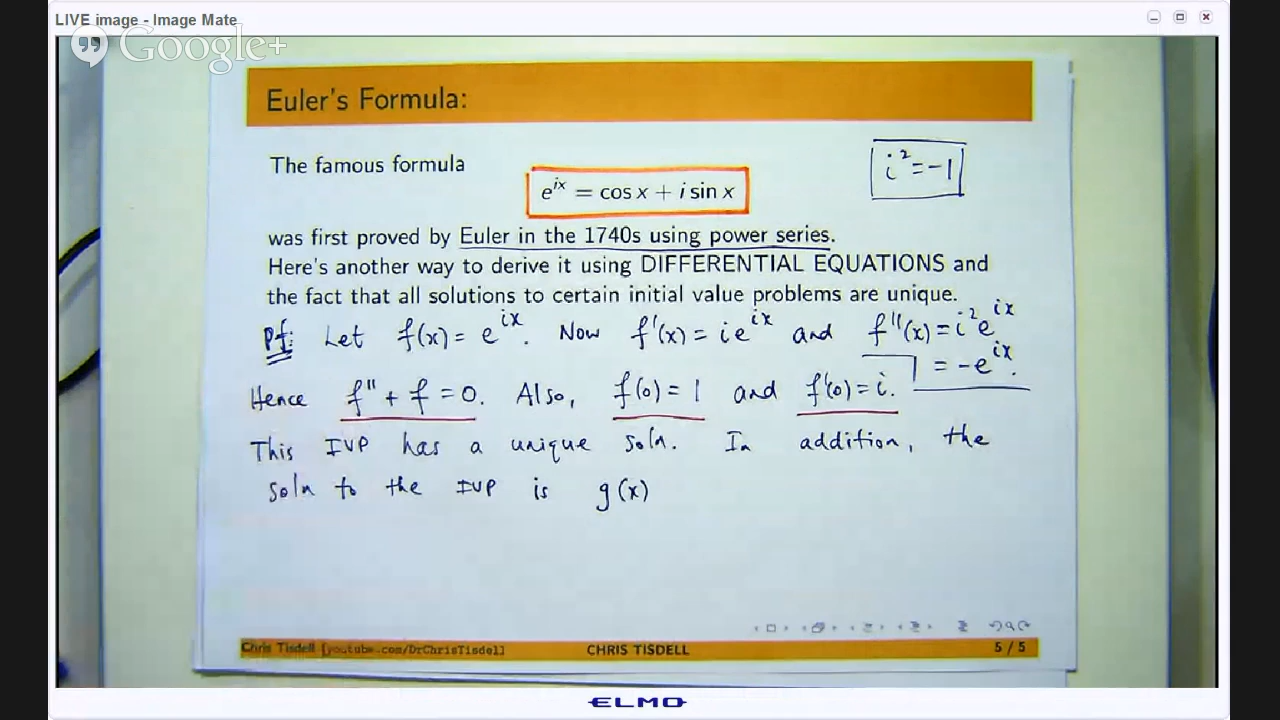 LIVE image - Image Mate
Google+
Euler's Formula:
The famous formula
e^{ix} = cos x + i sin x
i² = -1
was first proved by Euler in the 1740s using power series.
Here's another way to derive it using DIFFERENTIAL EQUATIONS and
the fact that all solutions to certain initial value problems are unique.
Pf: Let f(x) = e^{ix}. Now f'(x) = ie^{ix} and f''(x) = i²e^{ix}
= -e^{ix}.
Hence f'' + f = 0. Also, f(0) = 1 and f'(0) = i.
This IVP has a unique soln. In addition, the
soln to the IVP is g(x)
Chris Tisdell [youtube.com/DrChrisTisdell] CHRIS TISDELL 5 / 5
ELMO